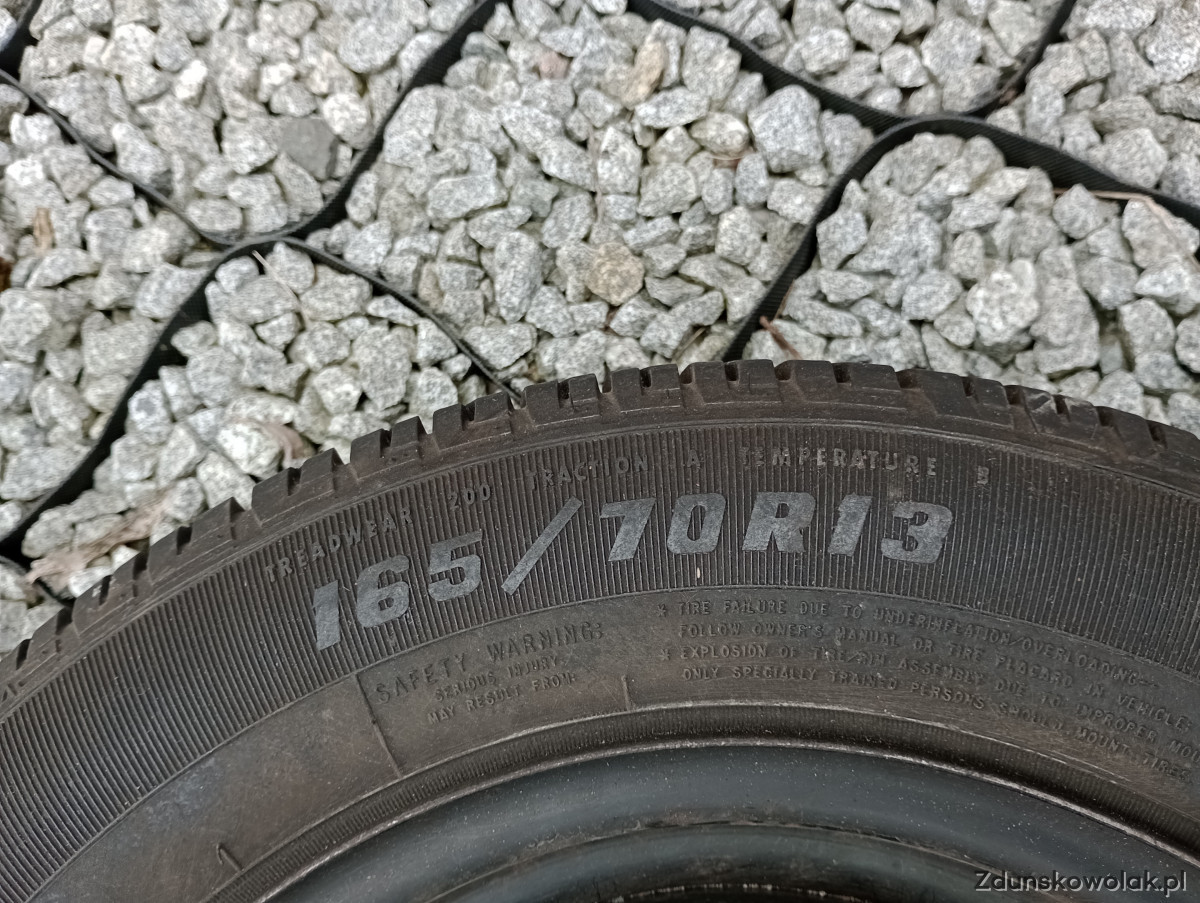 TREADWEAR 200 TRACTION A TEMPERATURE B
165/70R13
SAFETY WARNING:
SERIOUS INJURY
MAY RESULT FROM:
* TIRE FAILURE DUE TO UNDERINFLATION/OVERLOADING-
FOLLOW OWNER'S MANUAL OR TIRE PLACARD IN VEHICLE.
* EXPLOSION OF TIRE/RIM ASSEMBLY DUE TO IMPROPER MO
ONLY SPECIALLY TRAINED PERSONS SHOULD MOUNT TIRES
Zdunskowolak.pl